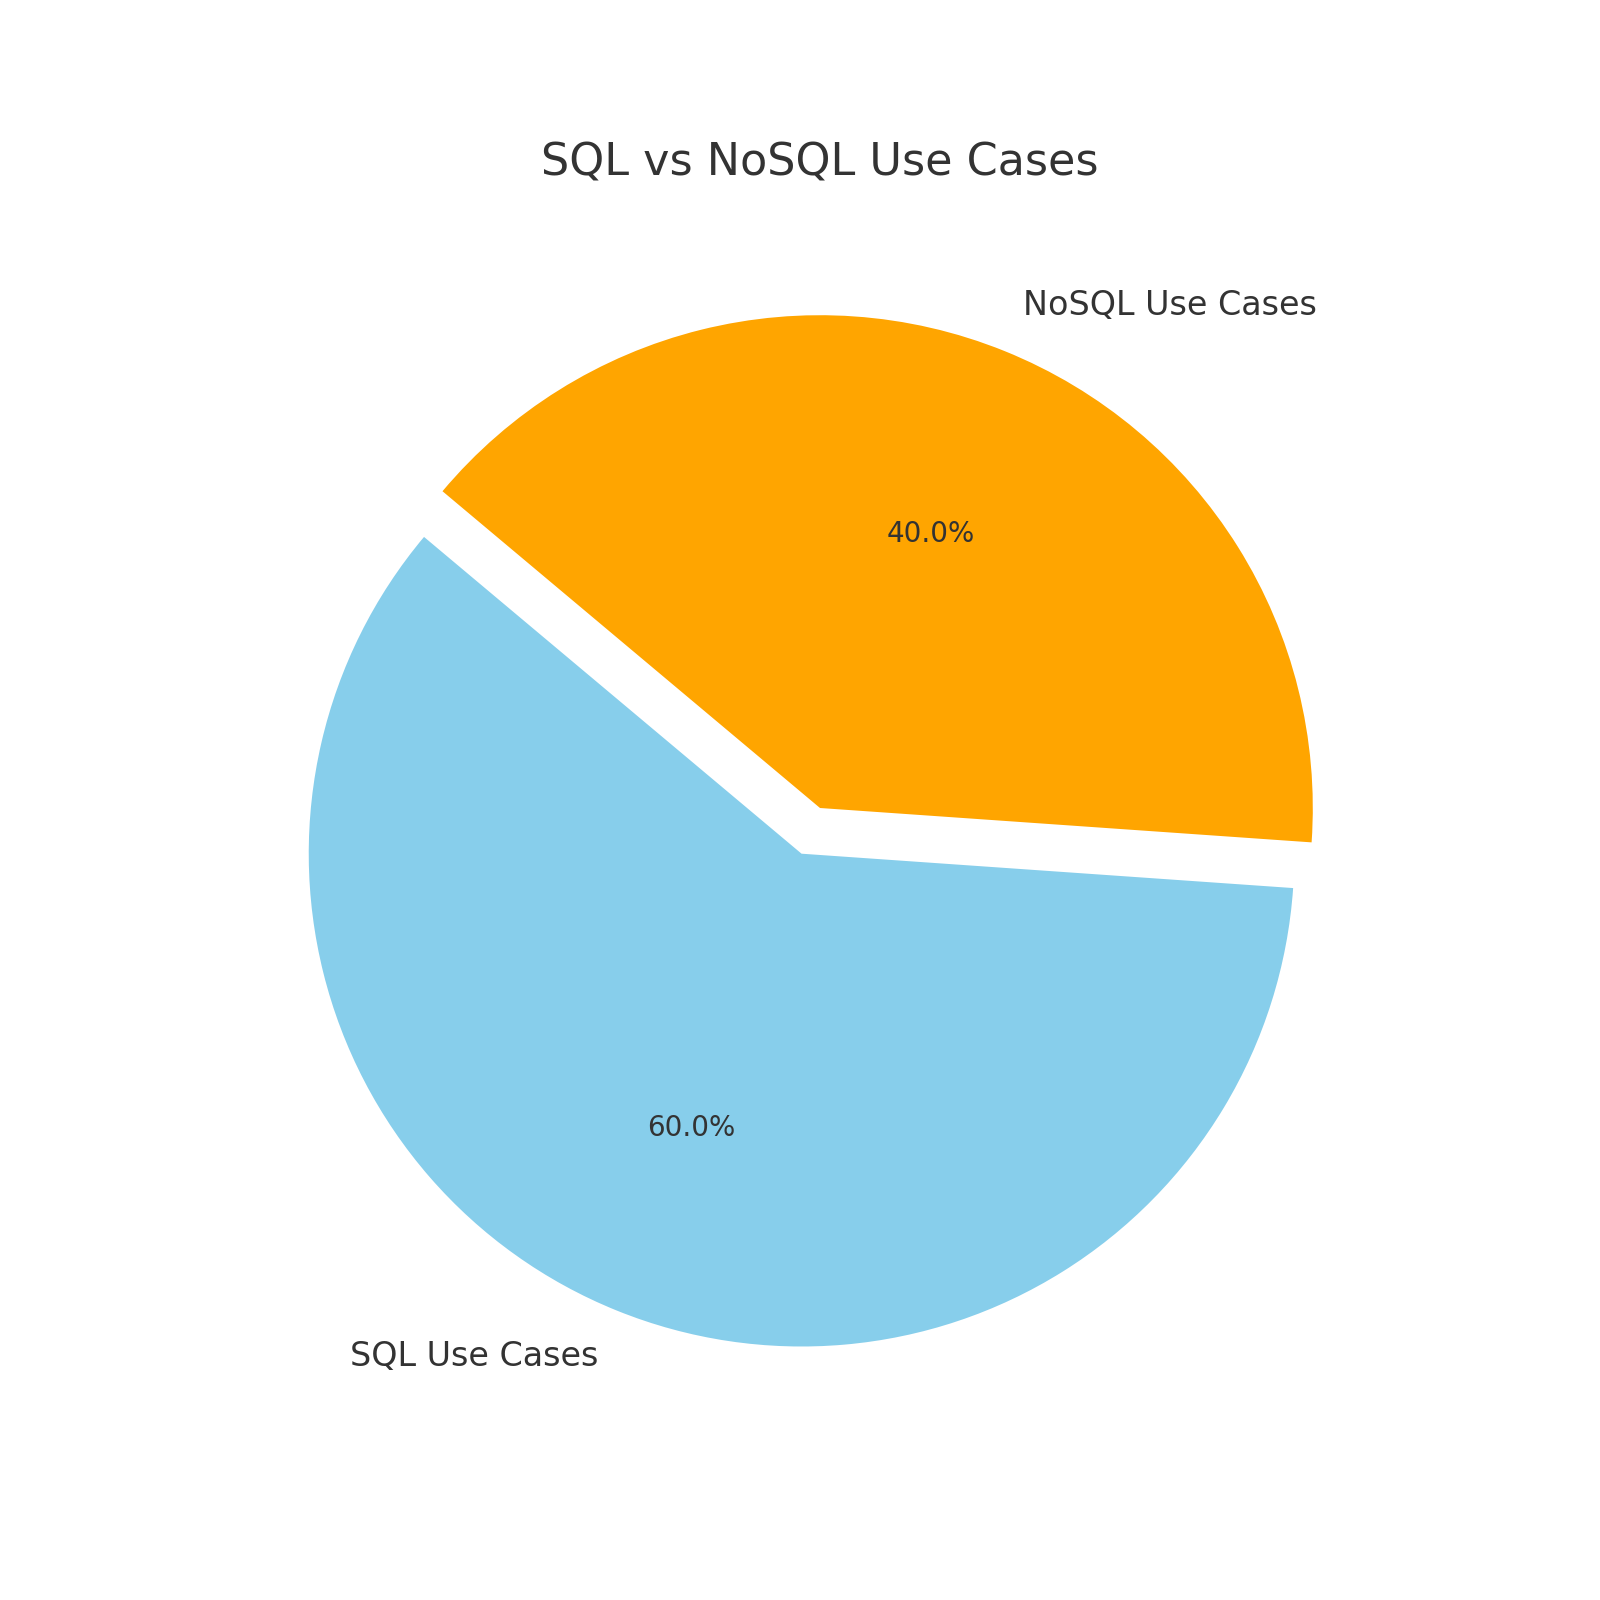 SQL vs NoSQL Use Cases
NoSQL Use Cases
40.0%
60.0%
SQL Use Cases